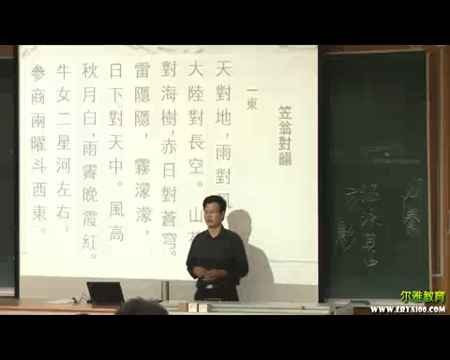 笠翁對韻
一東
天對地，雨對
大陸對長空。山花
對海樹，赤日對蒼穹。
雷隱隱，霧濛濛，
日下對天中。風高
秋月白，雨霽晚霞紅。
牛女二星河左右，
參商兩曜斗西東。
尔雅教育
WWW.ERYA100.COM